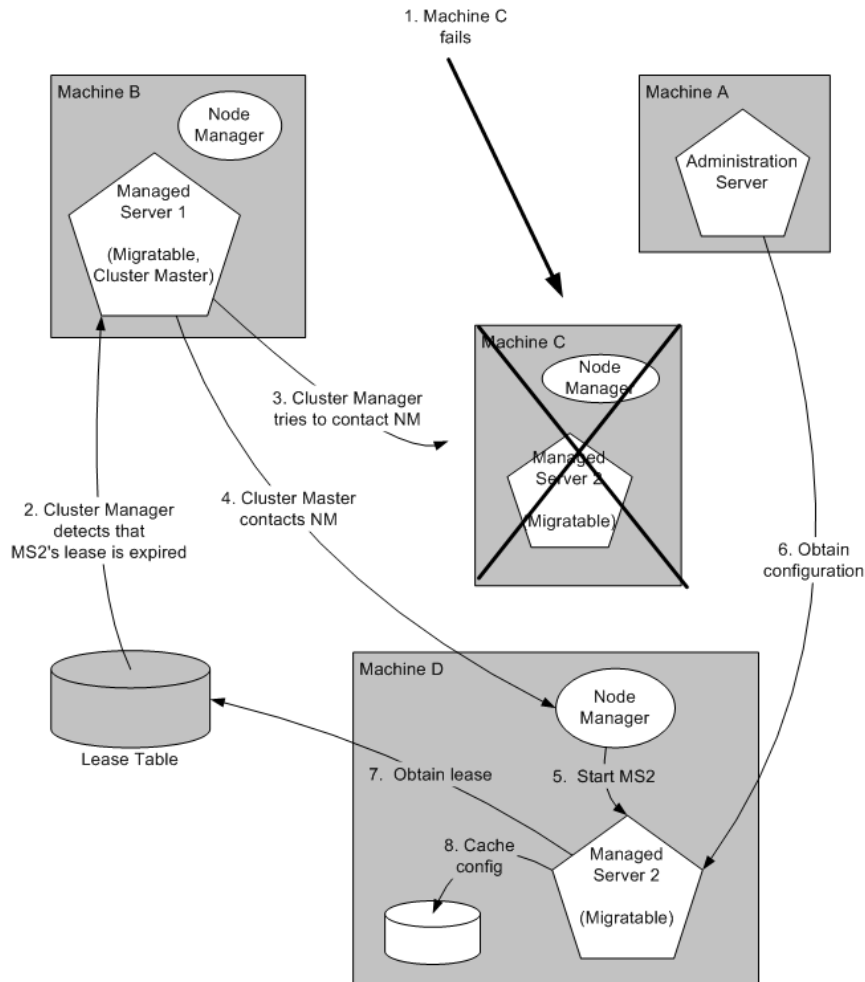 1. Machine C
fails
Machine B
Node
Manager
Managed
Server 1
(Migratable,
Cluster Master)
Machine A
Administration
Server
Machine C
Node
Manager
Managed
Server 2
(Migratable)
3. Cluster Manager
tries to contact NM
4. Cluster Master
contacts NM
2. Cluster Manager
detects that
MS2's lease is expired
6. Obtain
configuration
Lease Table
Machine D
Node
Manager
7. Obtain lease
5. Start MS2
8. Cache
config
Managed
Server 2
(Migratable)